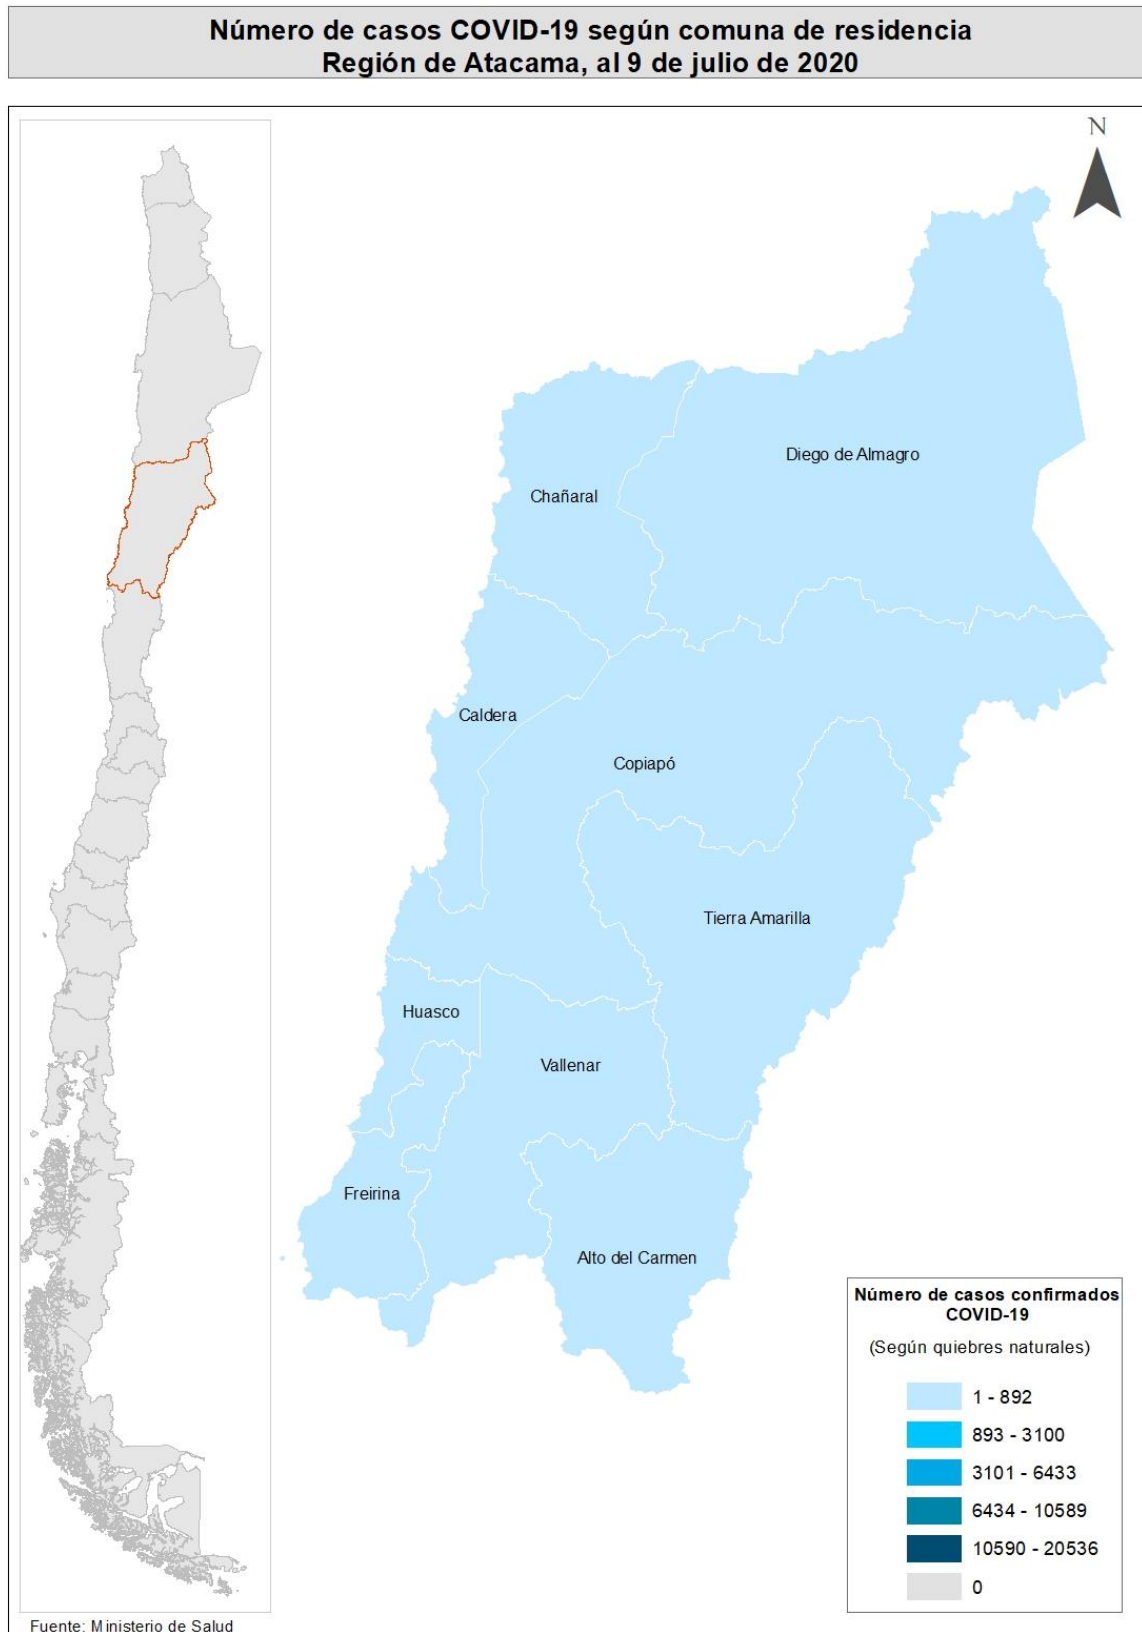 Número de casos COVID-19 según comuna de residencia
Región de Atacama, al 9 de julio de 2020
N
Diego de Almagro
Chañaral
Caldera
Copiapó
Tierra Amarilla
Huasco
Vallenar
Freirina
Alto del Carmen
Número de casos confirmados
COVID-19
(Según quiebres naturales)
1 - 892
893 - 3100
3101 - 6433
6434 - 10589
10590 - 20536
0
Fuente: Ministerio de Salud